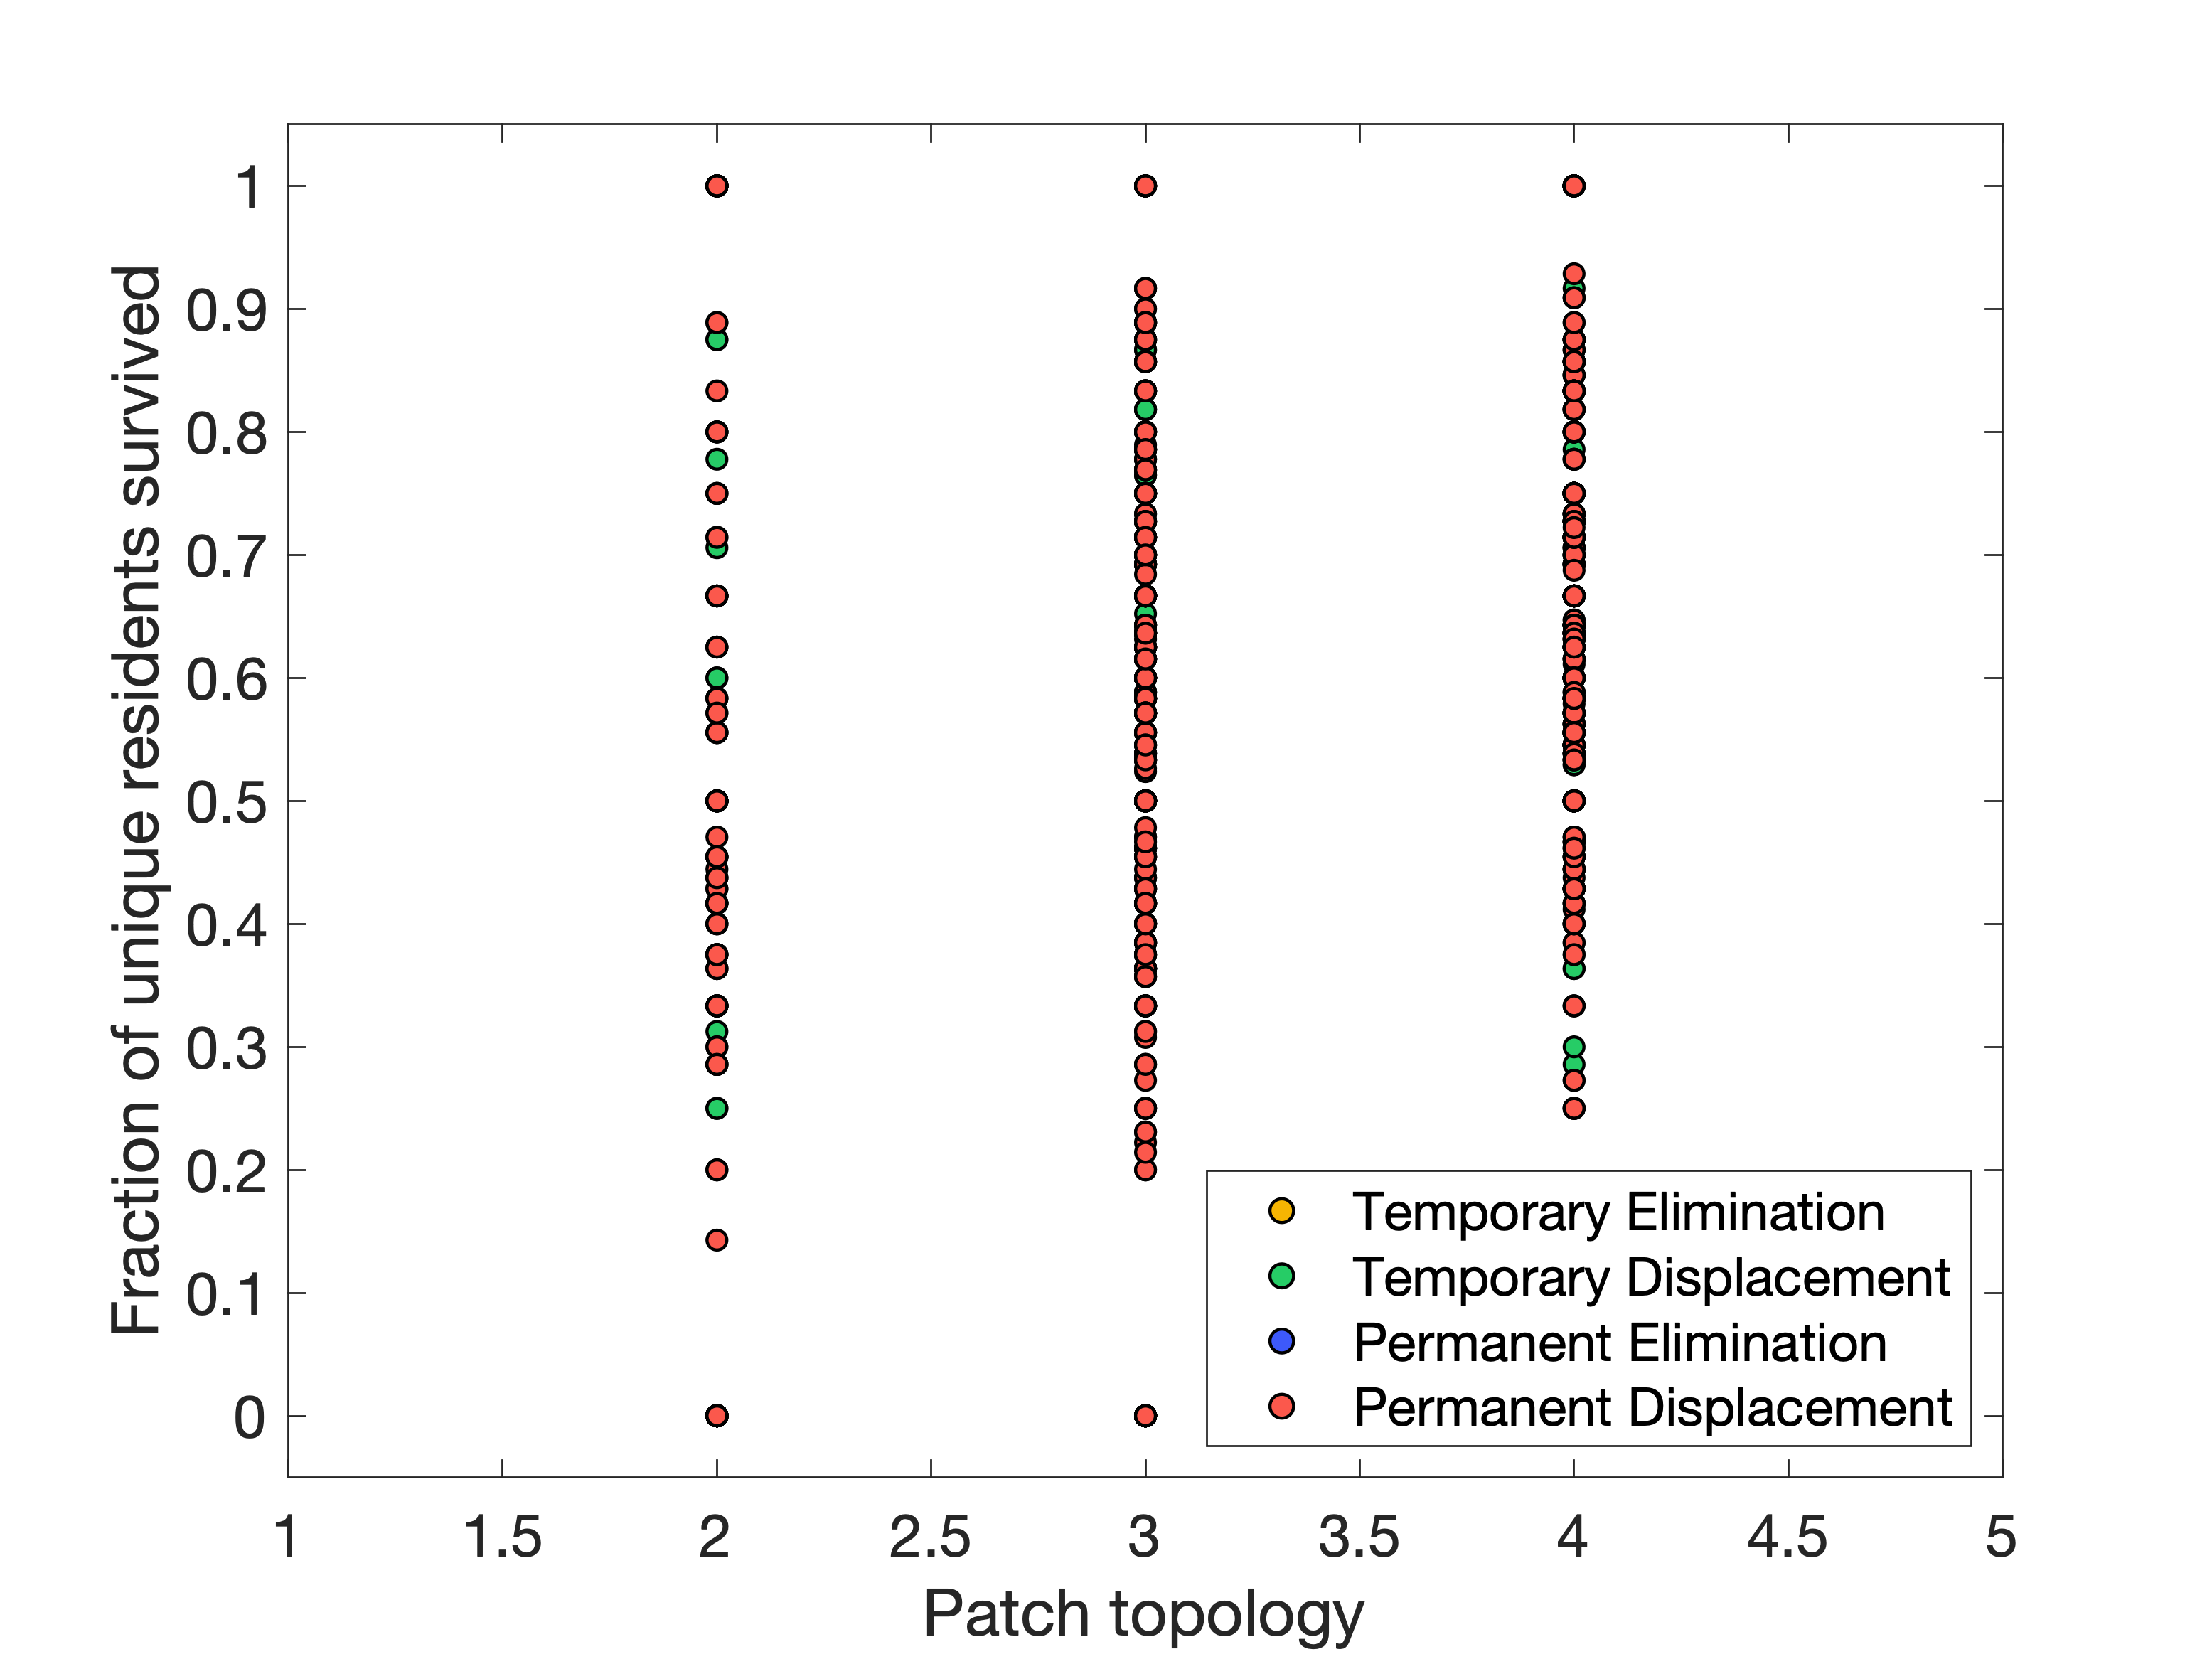 Fraction of unique residents survived
1
0.9
0.8
0.7
0.6
0.5
0.4
0.3
0.2
0.1
0
Temporary Elimination
Temporary Displacement
Permanent Elimination
Permanent Displacement
1 1.5 2 2.5 3 3.5 4 4.5 5
Patch topology